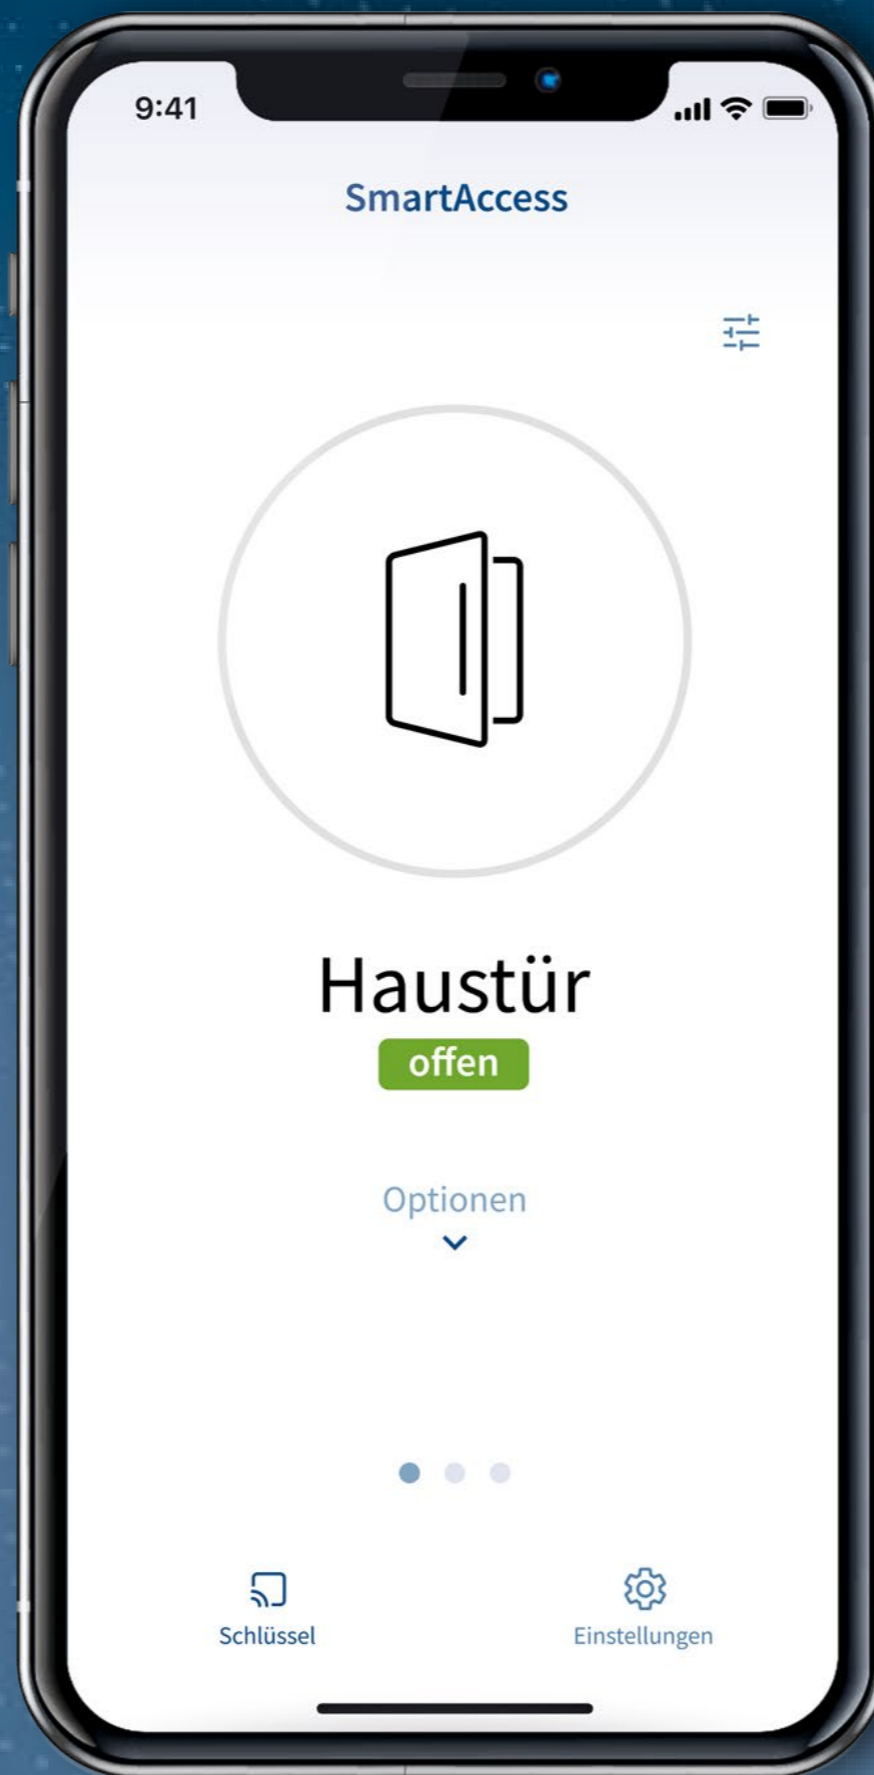 9:41
SmartAccess
Haustür
offen
Optionen
Schlüssel
Einstellungen